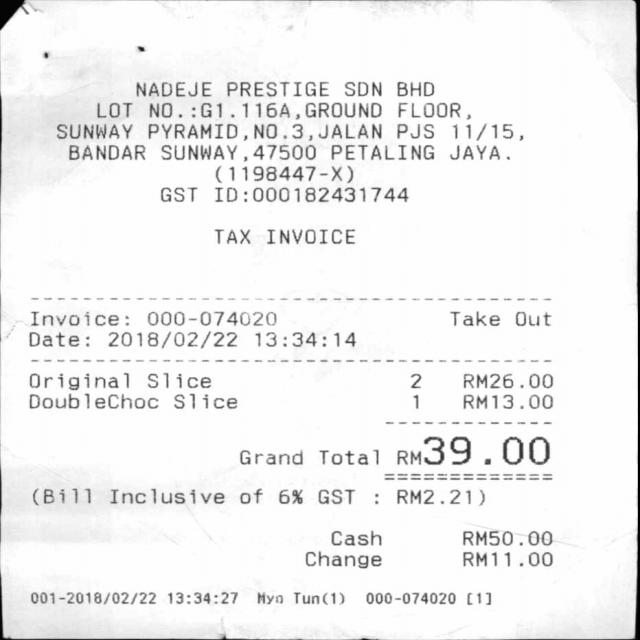 NADEJE PRESTIGE SDN BHD
LOT NO.:G1.116A,GROUND FLOOR,
SUNWAY PYRAMID,NO.3,JALAN PJS 11/15,
BANDAR SUNWAY,47500 PETALING JAYA.
(1198447-X)
GST ID:000182431744
TAX INVOICE
Invoice: 000-074020 Take Out
Date: 2018/02/22 13:34:14
Original Slice 2 RM26.00
DoubleChoc Slice 1 RM13.00
Grand Total RM39.00
(Bill Inclusive of 6% GST : RM2.21)
Cash RM50.00
Change RM11.00
001-2018/02/22 13:34:27 Myo Tun(1) 000-074020 [1]